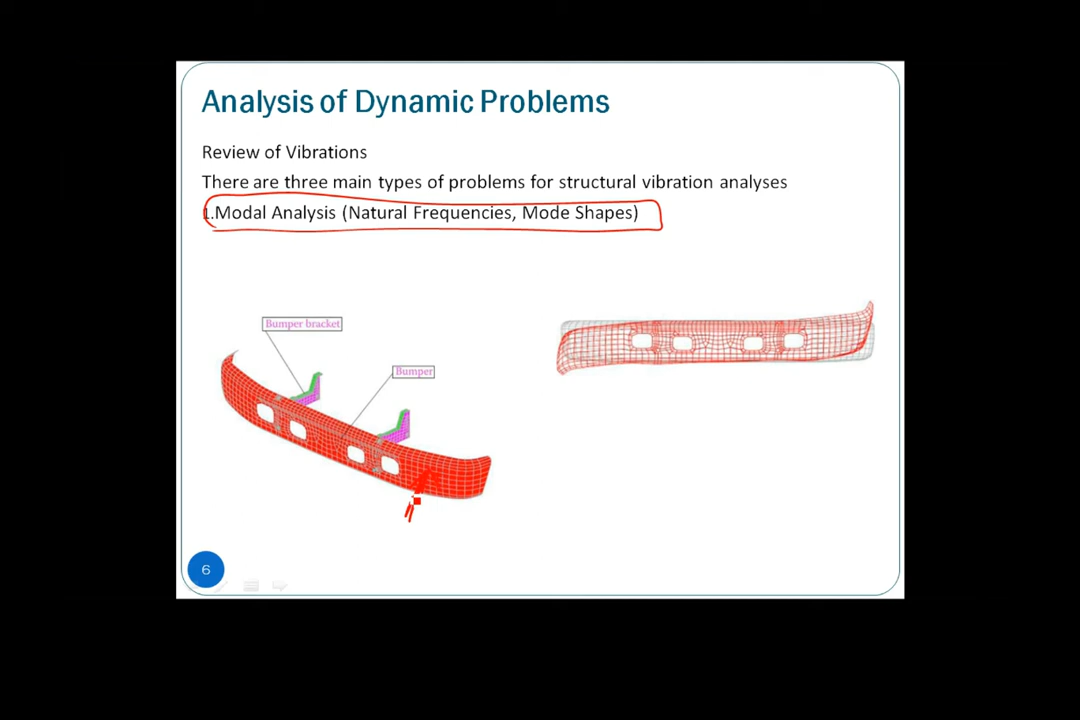 Analysis of Dynamic Problems
Review of Vibrations
There are three main types of problems for structural vibration analyses
1.Modal Analysis (Natural Frequencies, Mode Shapes)
Bumper bracket
Bumper
6